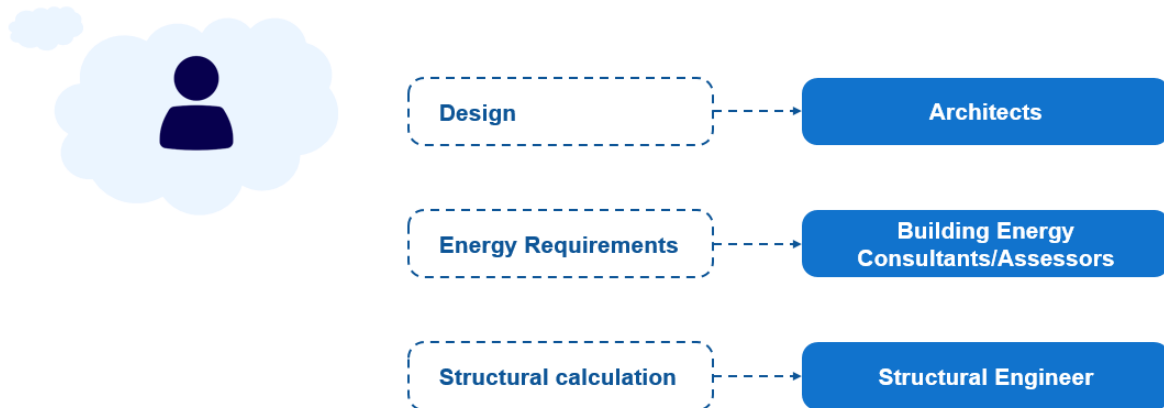 Design
Architects
Energy Requirements
Building Energy
Consultants/Assessors
Structural calculation
Structural Engineer